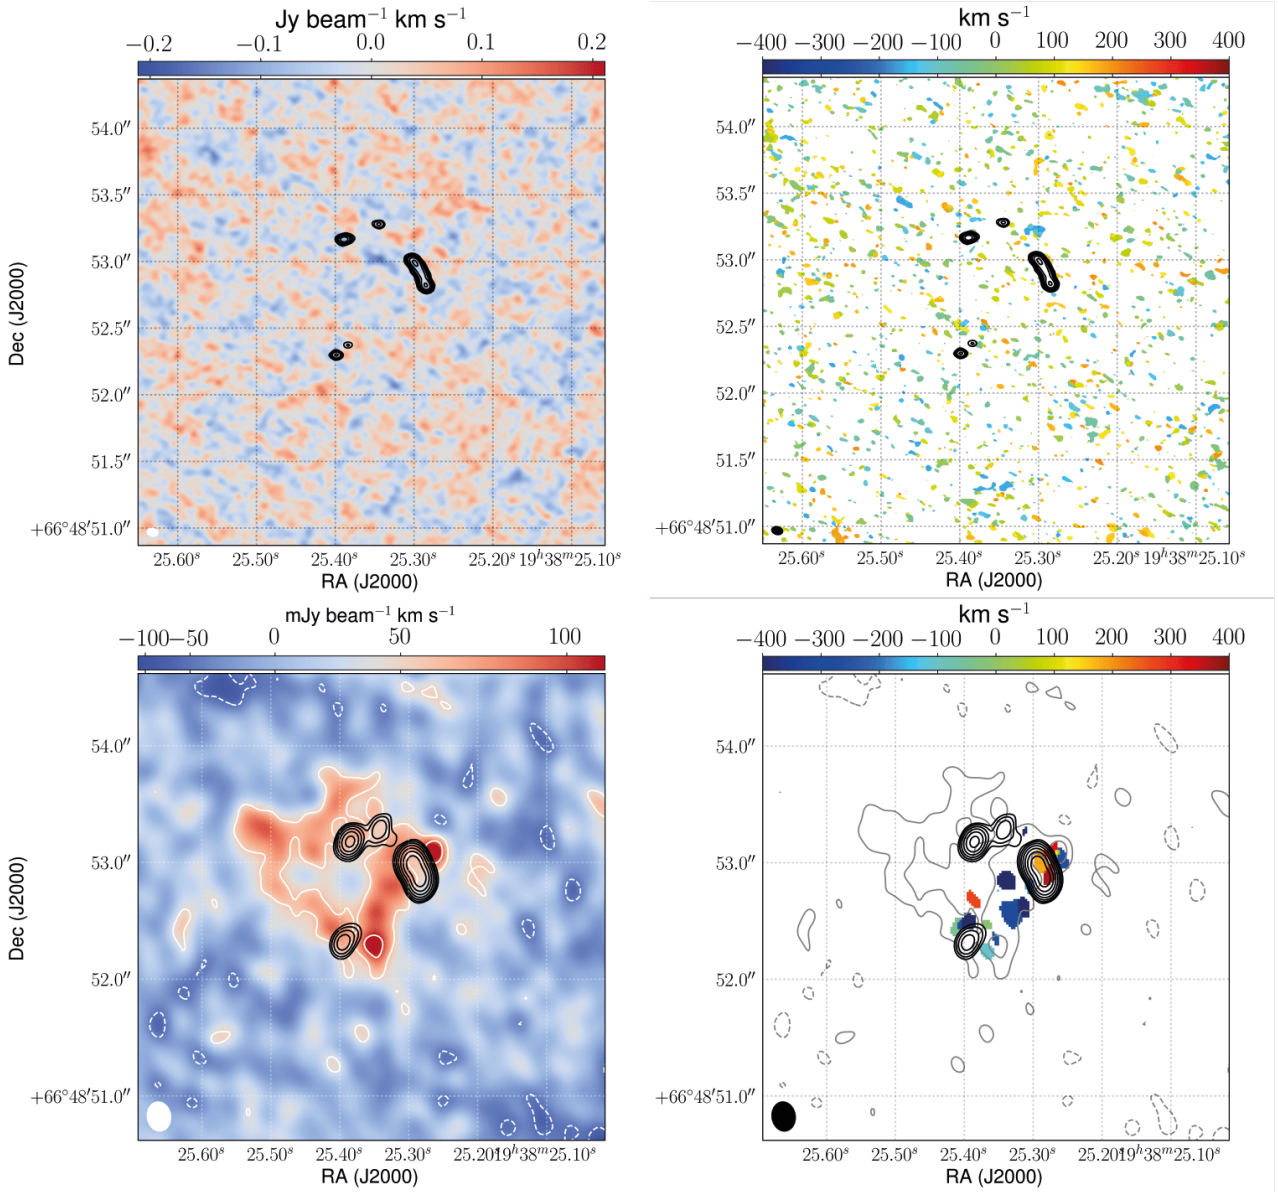 Jy beam⁻¹ km s⁻¹
−0.2 −0.1 0.0 0.1 0.2
54.0″
53.5″
53.0″
52.5″
52.0″
51.5″
+66°48′51.0″
Dec (J2000)
25.60ˢ 25.50ˢ 25.40ˢ 25.30ˢ 25.20ˢ 19ʰ38ᵐ25.10ˢ
RA (J2000)
km s⁻¹
−400 −300 −200 −100 0 100 200 300 400
54.0″
53.5″
53.0″
52.5″
52.0″
51.5″
+66°48′51.0″
25.60ˢ 25.50ˢ 25.40ˢ 25.30ˢ 25.20ˢ 19ʰ38ᵐ25.10ˢ
RA (J2000)
mJy beam⁻¹ km s⁻¹
−100 −50 0 50 100
54.0″
53.0″
52.0″
+66°48′51.0″
Dec (J2000)
25.60ˢ 25.50ˢ 25.40ˢ 25.30ˢ 25.20ˢ 19ʰ38ᵐ25.10ˢ
RA (J2000)
km s⁻¹
−400 −300 −200 −100 0 100 200 300 400
54.0″
53.0″
52.0″
+66°48′51.0″
25.60ˢ 25.50ˢ 25.40ˢ 25.30ˢ 25.20ˢ 19ʰ38ᵐ25.10ˢ
RA (J2000)